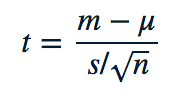 t = (m − μ) / (s/√n)